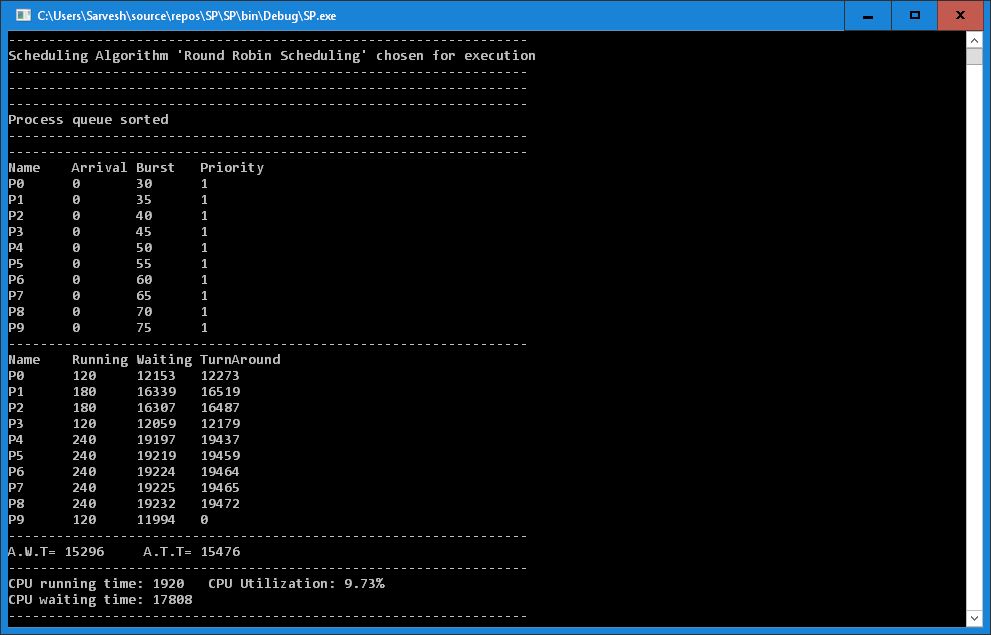 C:\Users\Sarvesh\source\repos\SP\SP\bin\Debug\SP.exe
-----------------------------------------------------------------
Scheduling Algorithm 'Round Robin Scheduling' chosen for execution
-----------------------------------------------------------------
-----------------------------------------------------------------
-----------------------------------------------------------------
Process queue sorted
-----------------------------------------------------------------
-----------------------------------------------------------------
Name    Arrival Burst   Priority
P0      0       30      1
P1      0       35      1
P2      0       40      1
P3      0       45      1
P4      0       50      1
P5      0       55      1
P6      0       60      1
P7      0       65      1
P8      0       70      1
P9      0       75      1
-----------------------------------------------------------------
Name    Running Waiting TurnAround
P0      120     12153   12273
P1      180     16339   16519
P2      180     16307   16487
P3      120     12059   12179
P4      240     19197   19437
P5      240     19219   19459
P6      240     19224   19464
P7      240     19225   19465
P8      240     19232   19472
P9      120     11994   0
-----------------------------------------------------------------
A.W.T= 15296     A.T.T= 15476
-----------------------------------------------------------------
CPU running time: 1920   CPU Utilization: 9.73%
CPU waiting time: 17808
-----------------------------------------------------------------